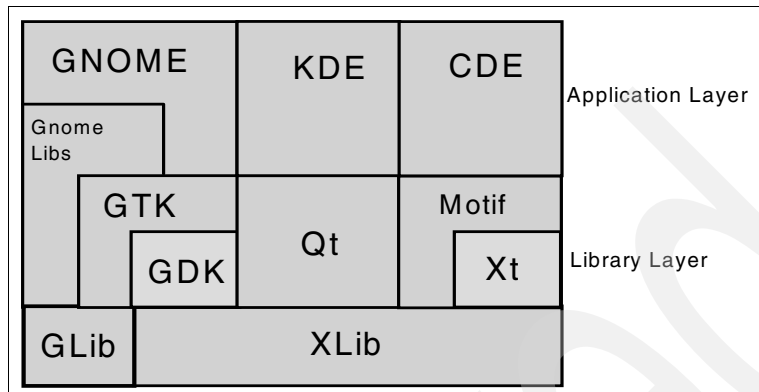 GNOME
KDE
CDE
Application Layer
Gnome
Libs
GTK
Motif
Qt
GDK
Xt
Library Layer
GLib
XLib